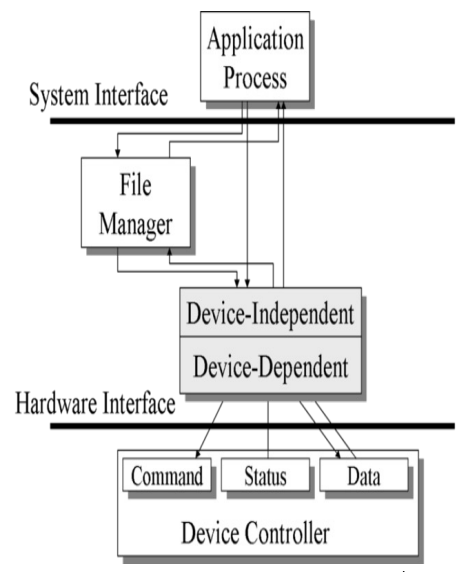 Application
Process
System Interface
File
Manager
Device-Independent
Device-Dependent
Hardware Interface
Command
Status
Data
Device Controller